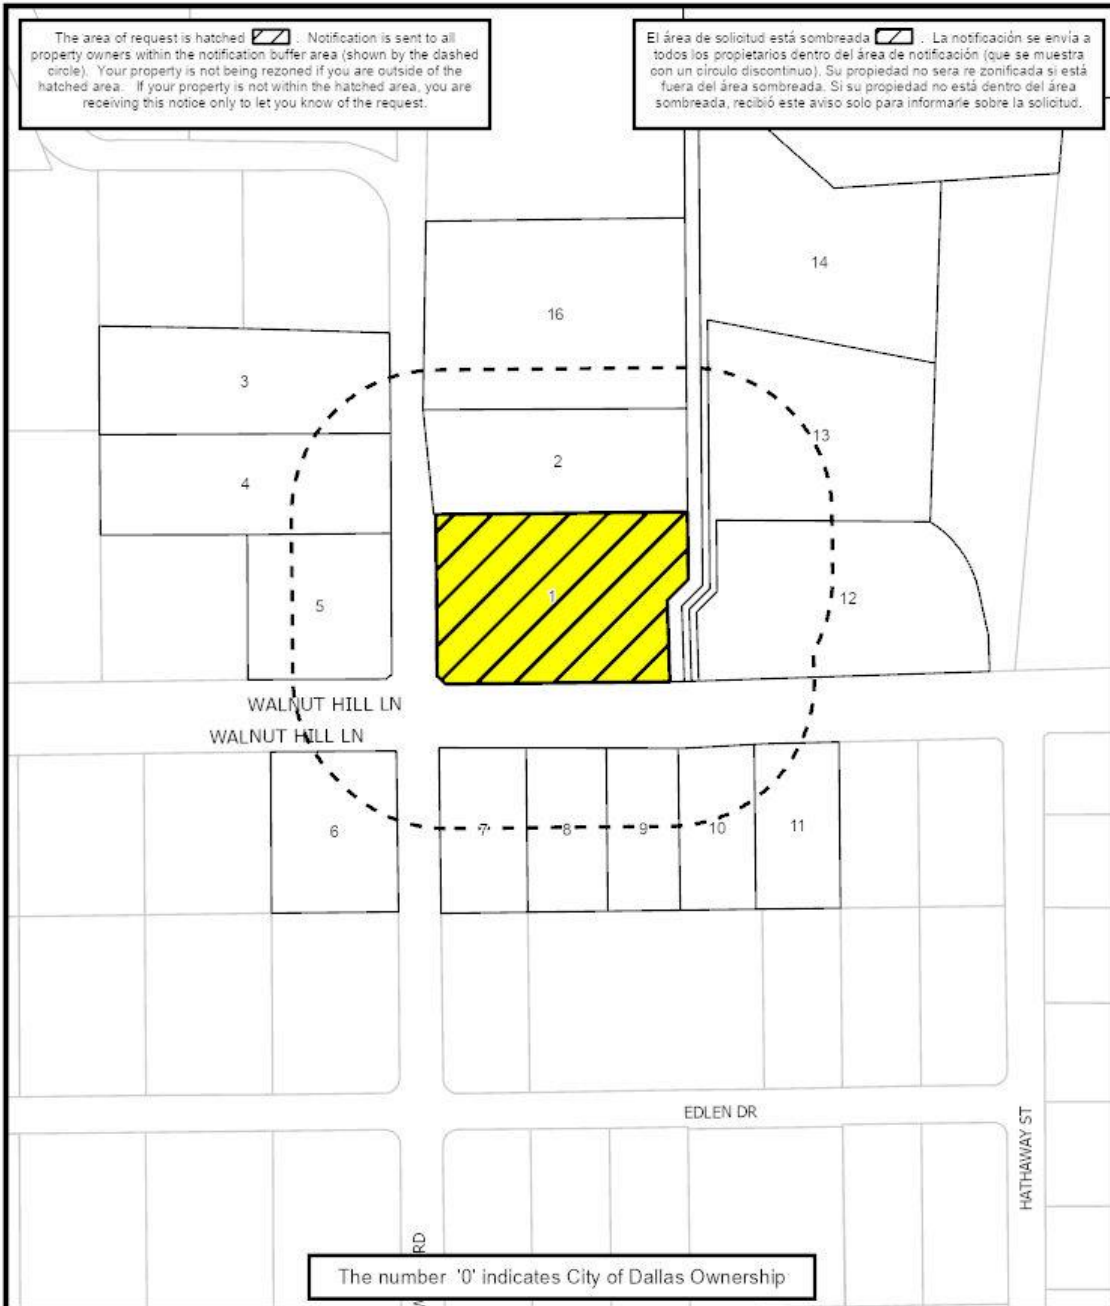 The area of request is hatched . Notification is sent to all
property owners within the notification buffer area (shown by the dashed
circle). Your property is not being rezoned if you are outside of the
hatched area. If your property is not within the hatched area, you are
receiving this notice only to let you know of the request.
El área de solicitud está sombreada . La notificación se envía a
todos los propietarios dentro del área de notificación (que se muestra
con un círculo discontinuo). Su propiedad no sera re zonificada si está
fuera del área sombreada. Si su propiedad no está dentro del área
sombreada, recibió este aviso solo para informarle sobre la solicitud.
14
16
3
13
2
4
1
12
5
WALNUT HILL LN
WALNUT HILL LN
6
7
8
9
10
11
EDLEN DR
HATHAWAY ST
RD
The number '0' indicates City of Dallas Ownership